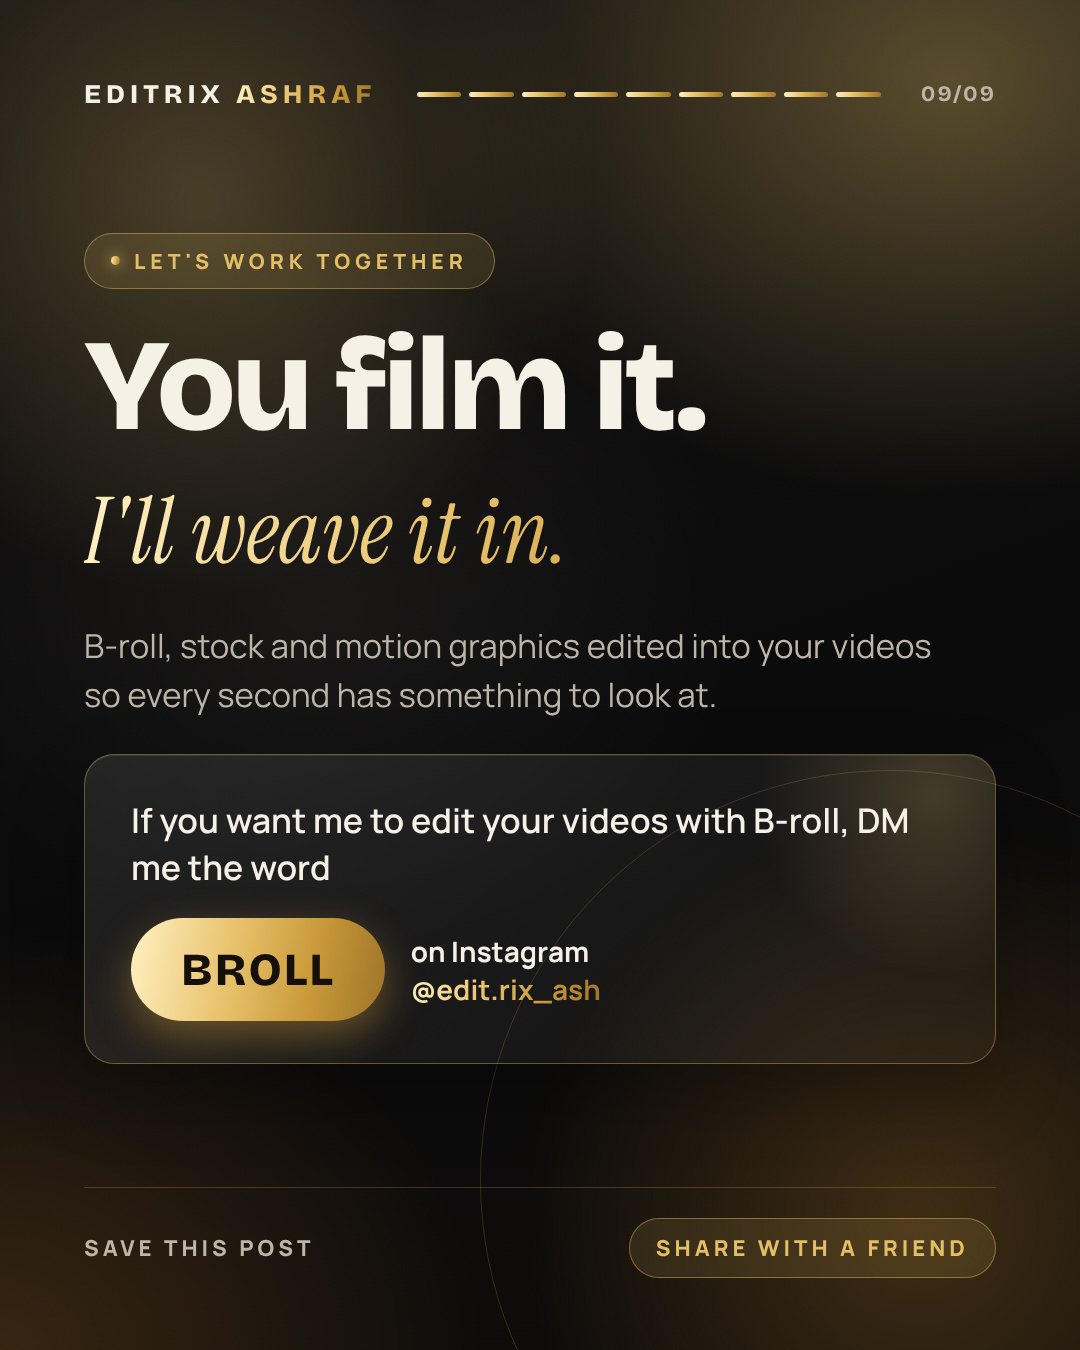 EDITRIX ASHRAF
09/09
LET'S WORK TOGETHER
You film it.
I'll weave it in.
B-roll, stock and motion graphics edited into your videos
so every second has something to look at.
If you want me to edit your videos with B-roll, DM
me the word
BROLL
on Instagram
@edit.rix_ash
SAVE THIS POST
SHARE WITH A FRIEND